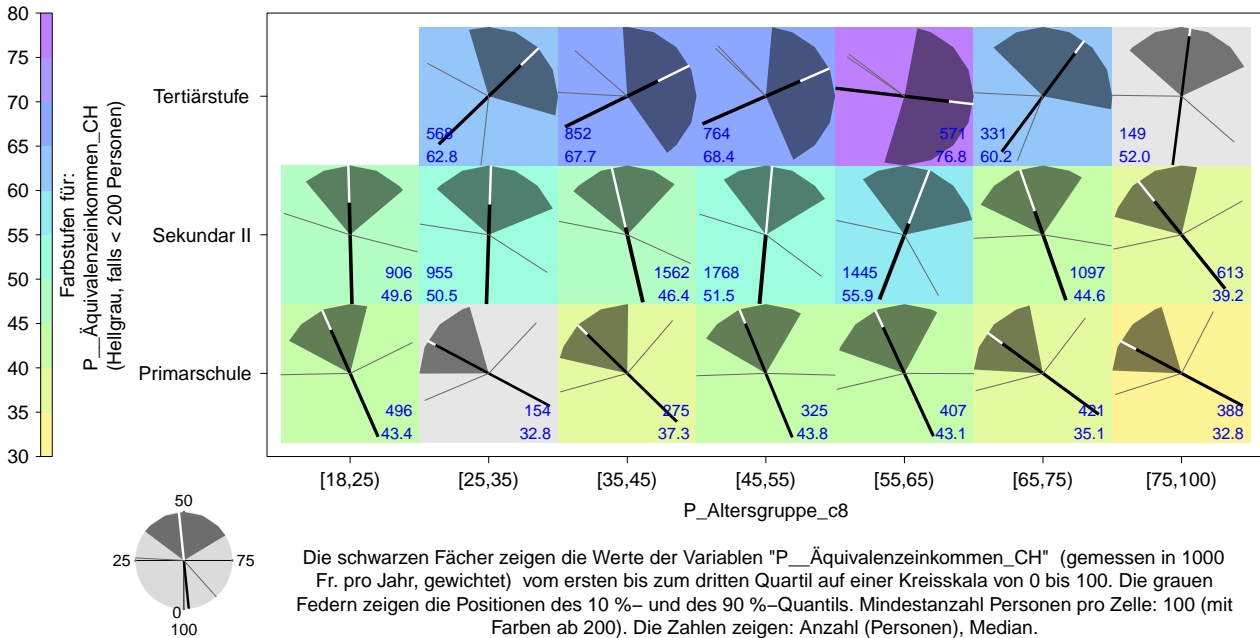 80
75
70
65
60
55
50
45
40
35
30
Farbstufen für:
P__Äquivalenzeinkommen_CH
(Hellgrau, falls < 200 Personen)
Tertiärstufe
568 852 764 571 331 149
62.8 67.7 68.4 76.8 60.2 52.0
Sekundar II
906 955 1562 1768 1445 1097 613
49.6 50.5 46.4 51.5 55.9 44.6 39.2
Primarschule
496 154 275 325 407 421 388
43.4 32.8 37.3 43.8 43.1 35.1 32.8
[18,25) [25,35) [35,45) [45,55) [55,65) [65,75) [75,100)
P_Altersgruppe_c8
50
25 75
0
100
Die schwarzen Fächer zeigen die Werte der Variablen "P__Äquivalenzeinkommen_CH" (gemessen in 1000
Fr. pro Jahr, gewichtet) vom ersten bis zum dritten Quartil auf einer Kreisskala von 0 bis 100. Die grauen
Federn zeigen die Positionen des 10 %− und des 90 %−Quantils. Mindestanzahl Personen pro Zelle: 100 (mit
Farben ab 200). Die Zahlen zeigen: Anzahl (Personen), Median.